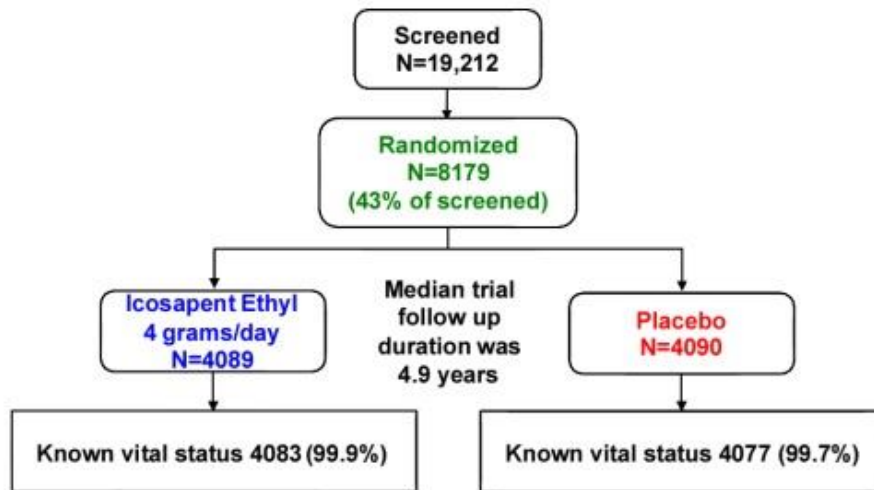 Screened
N=19,212
Randomized
N=8179
(43% of screened)
Icosapent Ethyl
4 grams/day
N=4089
Median trial
follow up
duration was
4.9 years
Placebo
N=4090
Known vital status 4083 (99.9%)
Known vital status 4077 (99.7%)